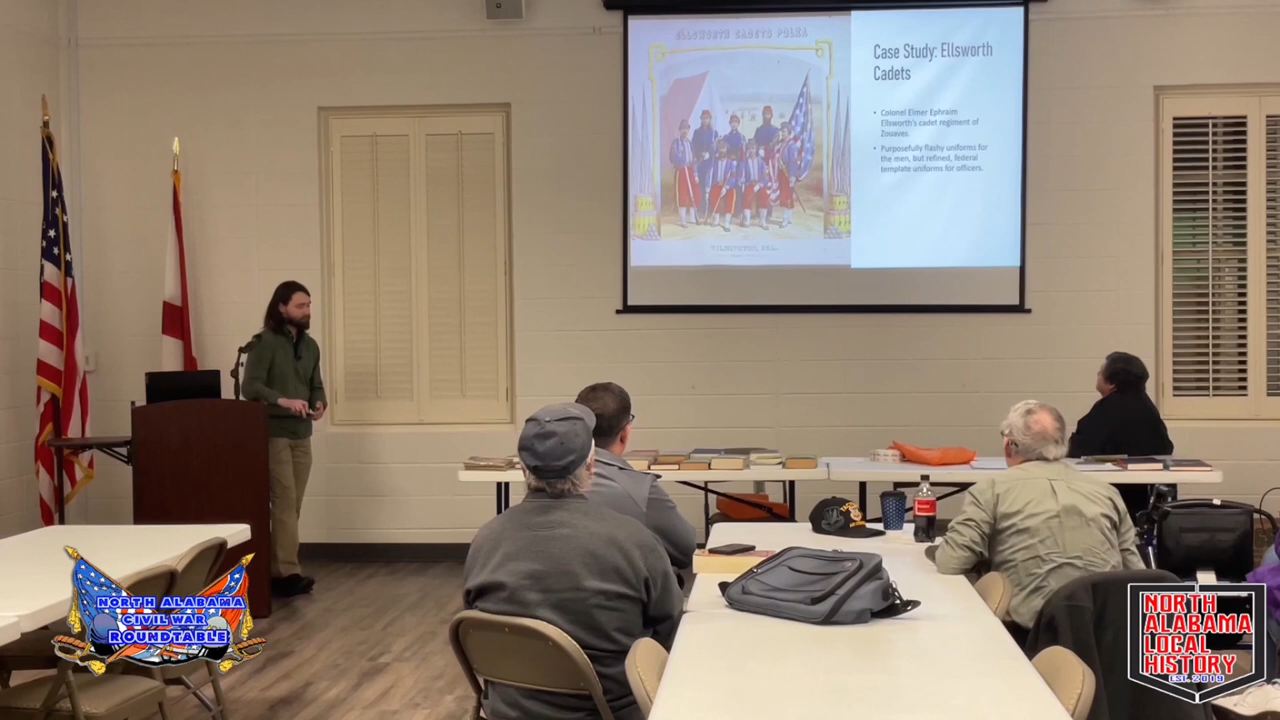 ELLSWORTH CADETS POLKA
Case Study: Ellsworth
Cadets
• Colonel Elmer Ephraim
Ellsworth's cadet regiment of
Zouaves.
• Purposefully flashy uniforms for
the men, but refined, federal
template uniforms for officers.
NORTH ALABAMA
CIVIL WAR
ROUNDTABLE
NORTH
ALABAMA
LOCAL
HISTORY
EST. 2019